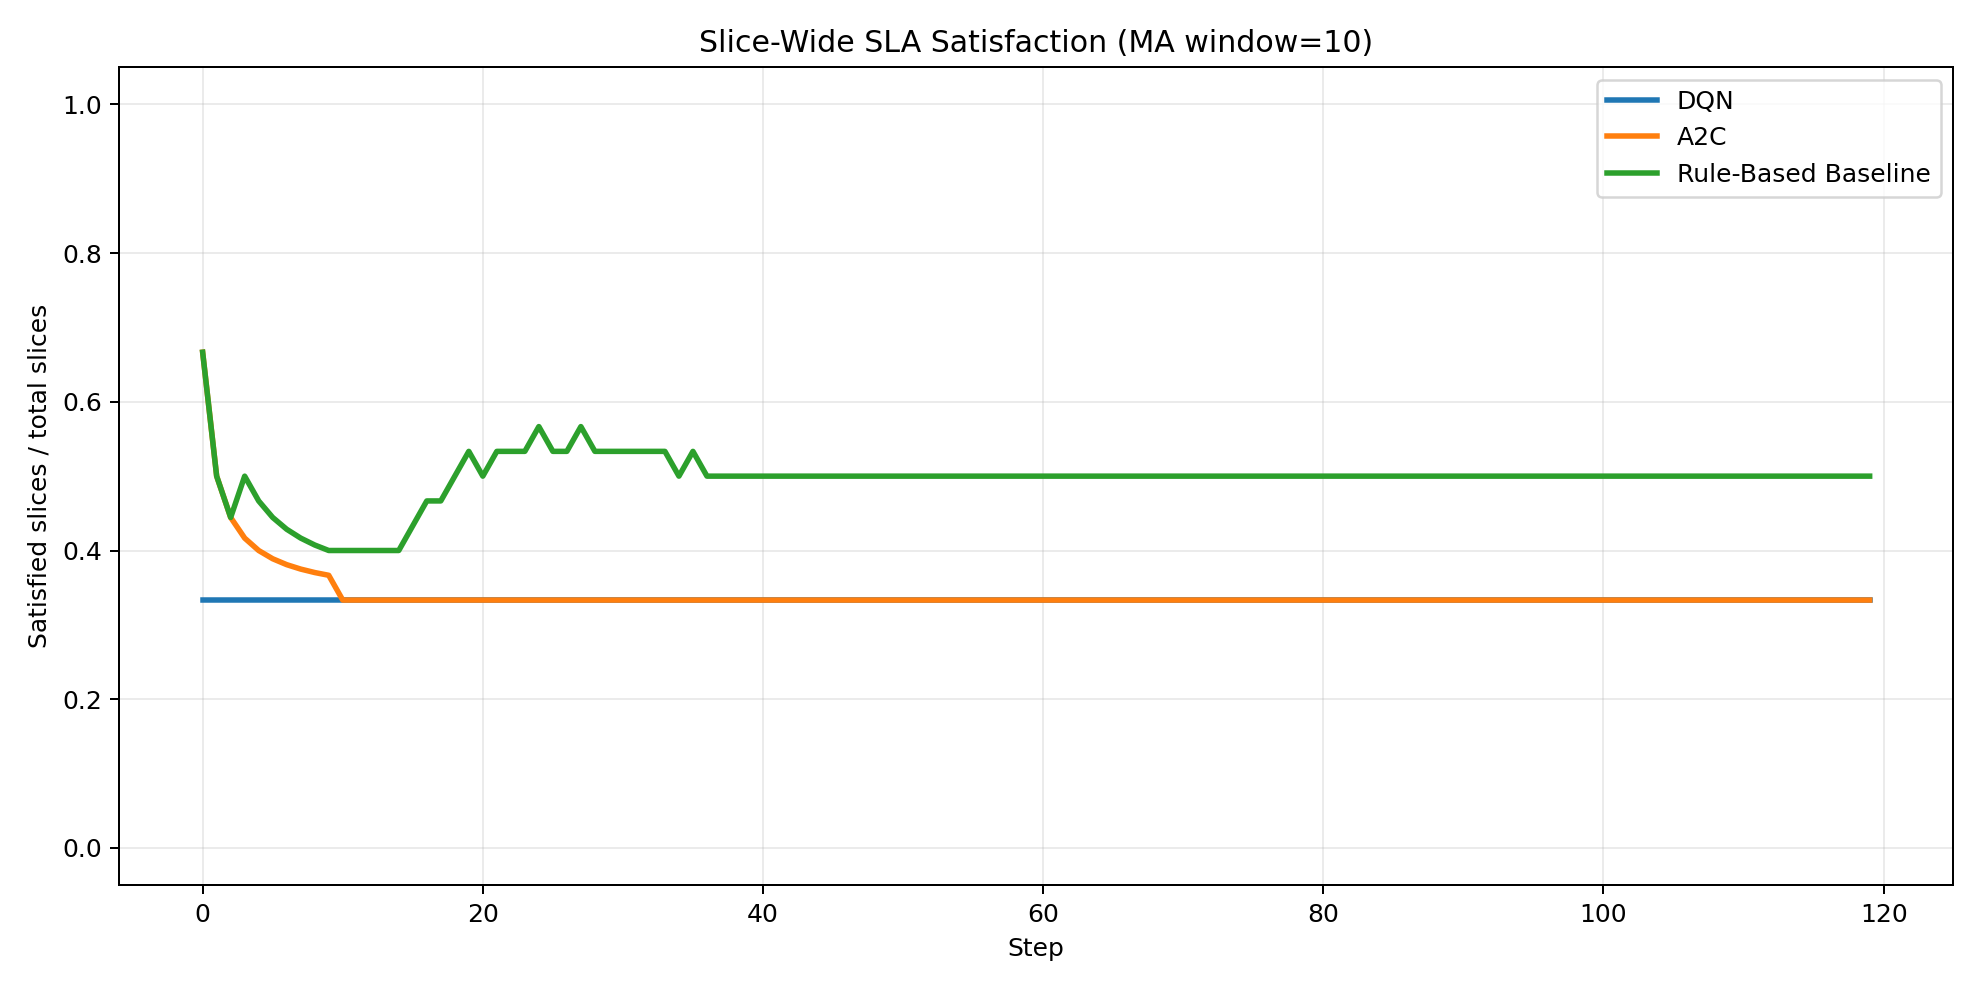 Slice-Wide SLA Satisfaction (MA window=10)
Satisfied slices / total slices
1.0
0.8
0.6
0.4
0.2
0.0
DQN
A2C
Rule-Based Baseline
0 20 40 60 80 100 120
Step